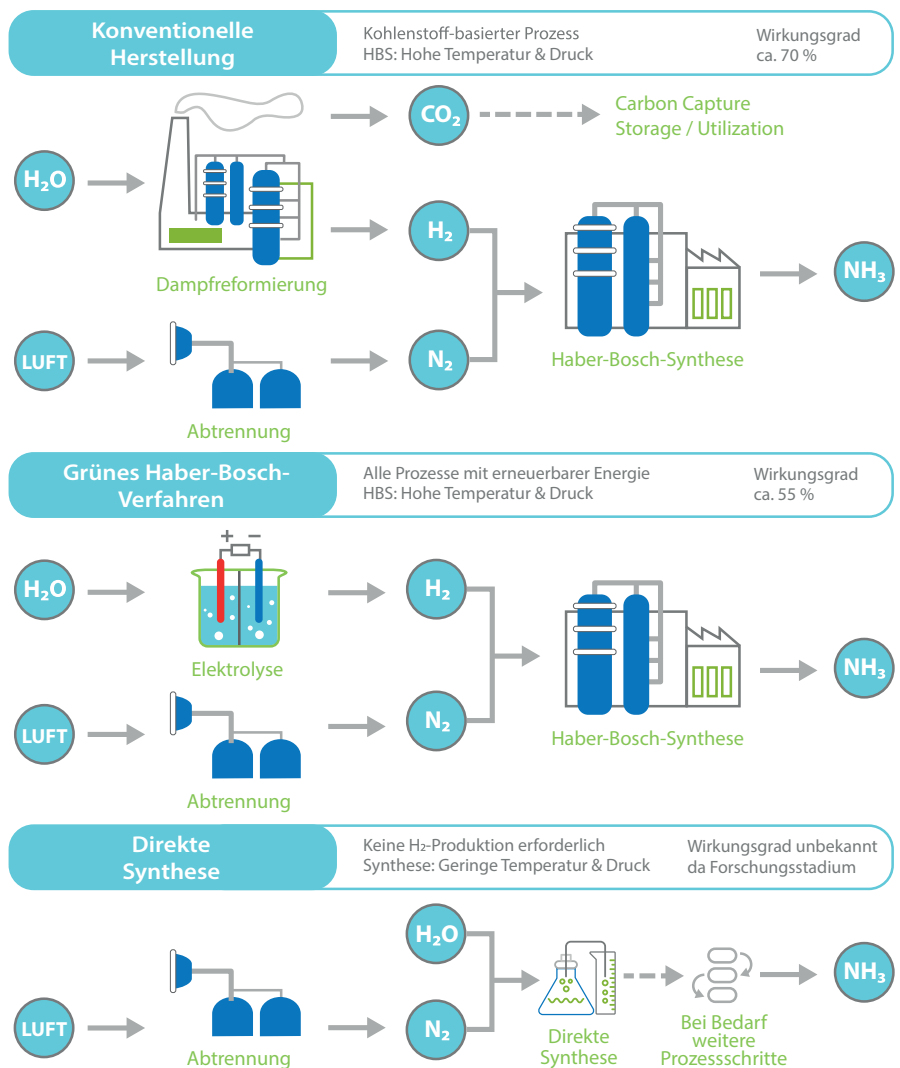 Konventionelle
Herstellung
Kohlenstoff-basierter Prozess
HBS: Hohe Temperatur & Druck
Wirkungsgrad
ca. 70 %
CO₂
Carbon Capture
Storage / Utilization
H₂O
Dampfreformierung
H₂
NH₃
Haber-Bosch-Synthese
LUFT
N₂
Abtrennung
Grünes Haber-Bosch-
Verfahren
Alle Prozesse mit erneuerbarer Energie
HBS: Hohe Temperatur & Druck
Wirkungsgrad
ca. 55 %
+ −
H₂O
H₂
Elektrolyse
NH₃
LUFT
N₂
Haber-Bosch-Synthese
Abtrennung
Direkte
Synthese
Keine H₂-Produktion erforderlich
Synthese: Geringe Temperatur & Druck
Wirkungsgrad unbekannt
da Forschungsstadium
H₂O
NH₃
LUFT
N₂
Abtrennung
Direkte
Synthese
Bei Bedarf
weitere
Prozessschritte